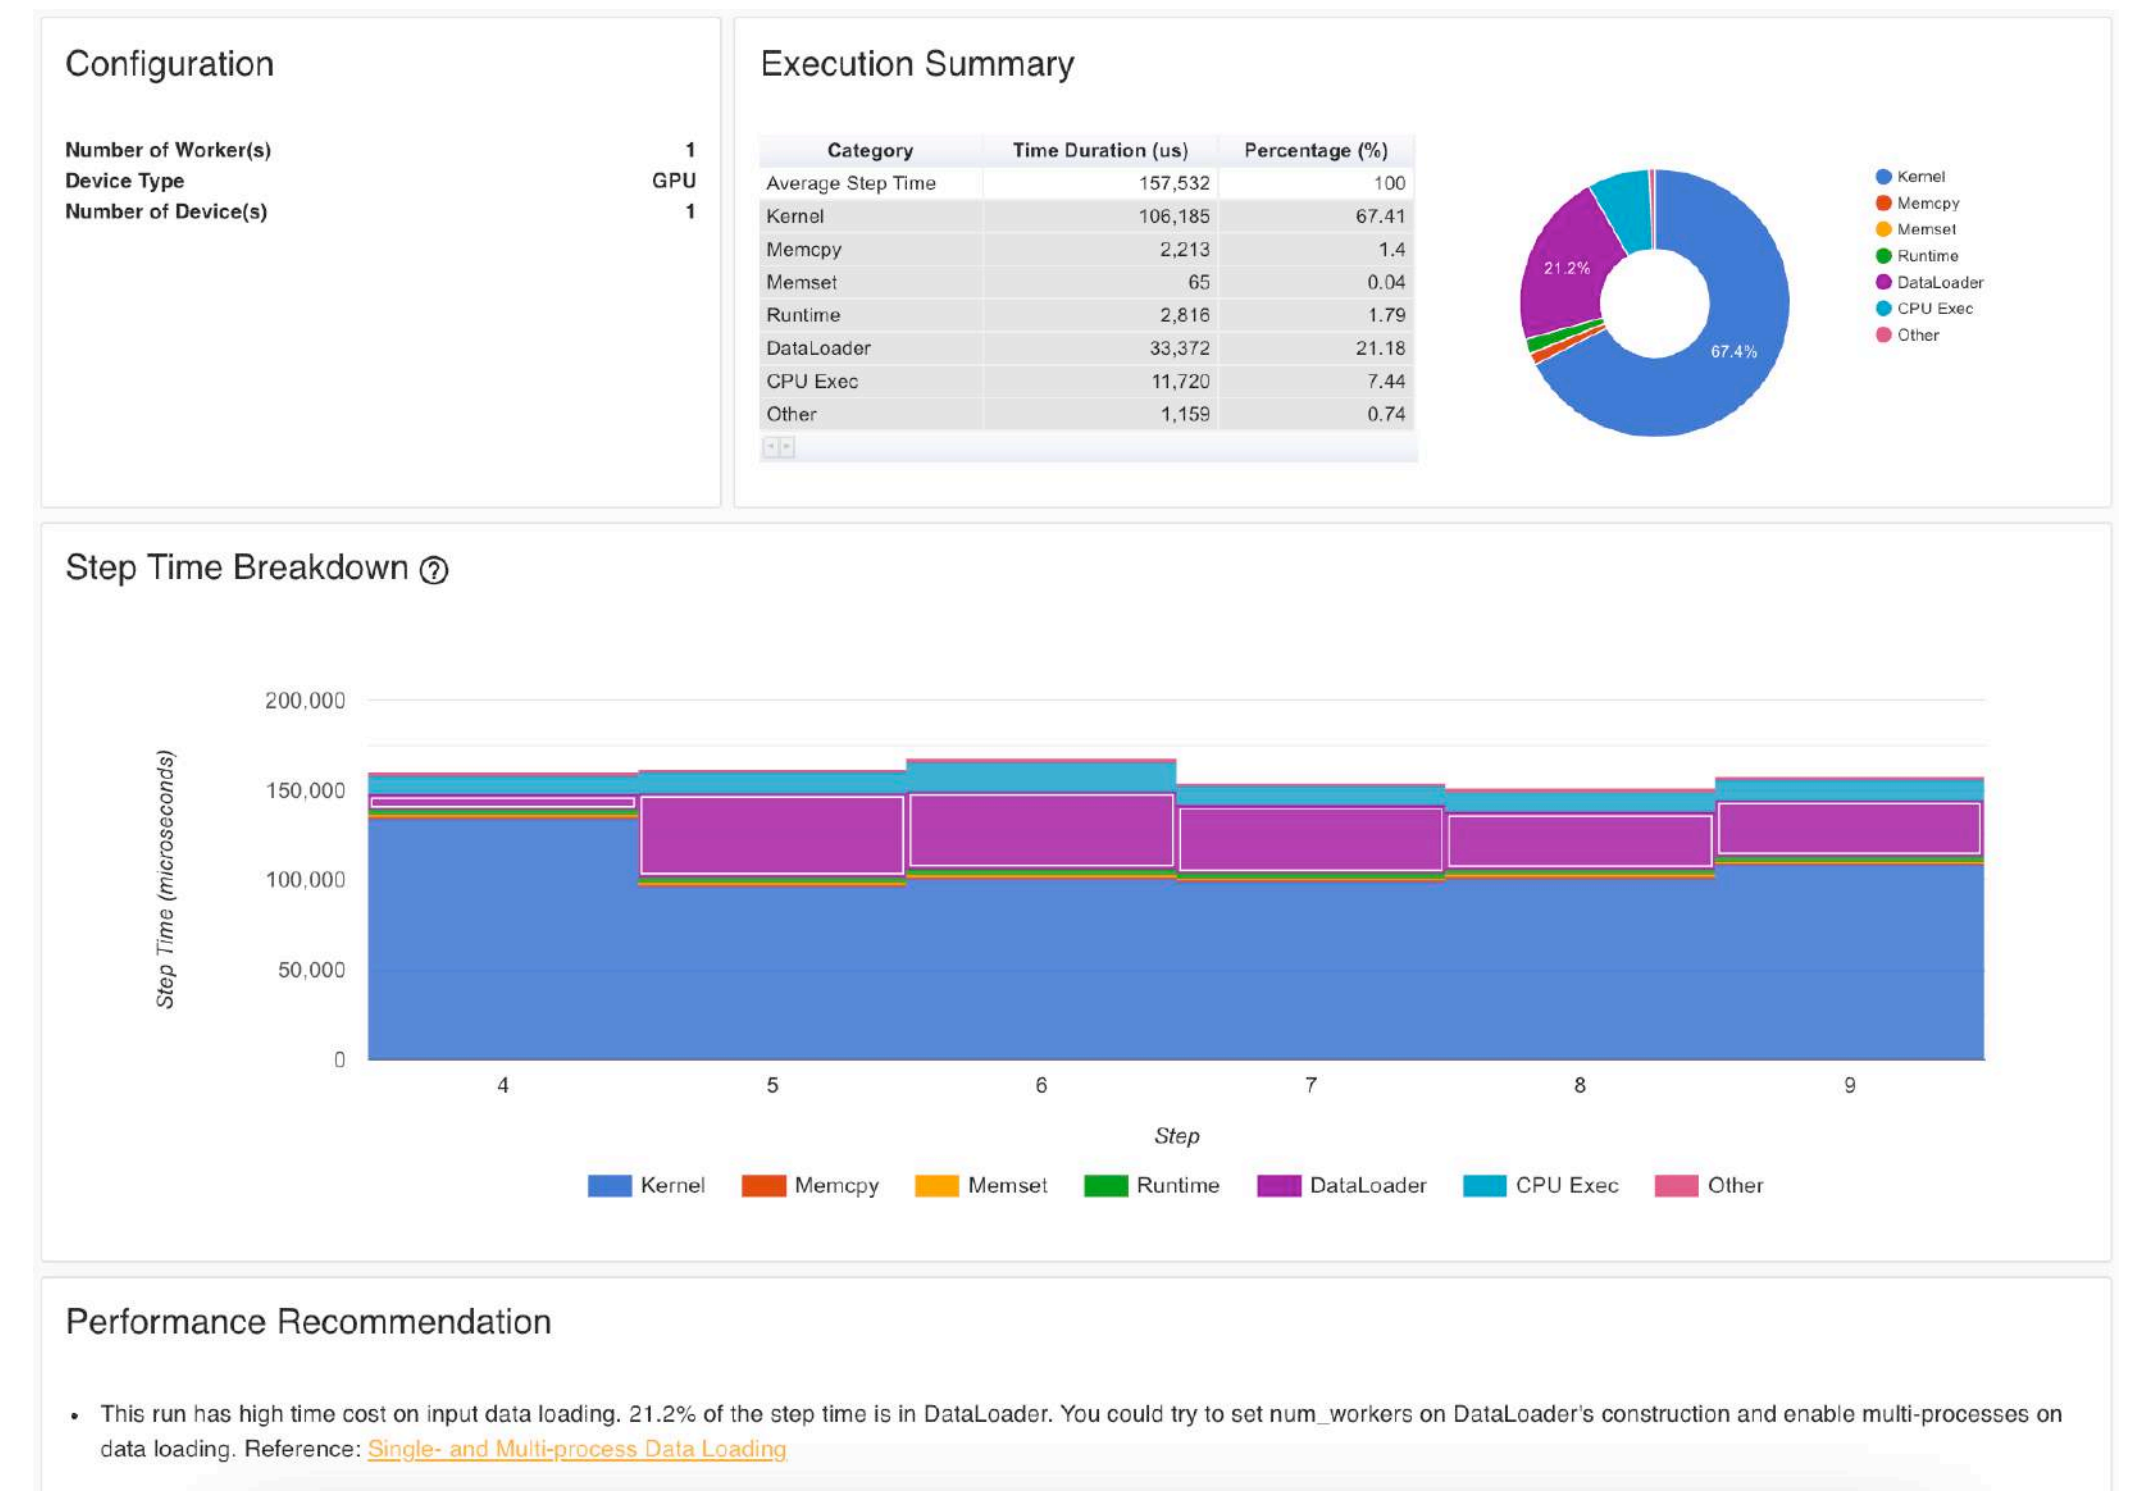 Configuration
Number of Worker(s) 1
Device Type GPU
Number of Device(s) 1
Execution Summary
Category Time Duration (us) Percentage (%)
Average Step Time 157,532 100
Kernel 106,185 67.41
Memcpy 2,213 1.4
Memset 65 0.04
Runtime 2,816 1.79
DataLoader 33,372 21.18
CPU Exec 11,720 7.44
Other 1,159 0.74
21.2%
67.4%
Kernel
Memcpy
Memset
Runtime
DataLoader
CPU Exec
Other
Step Time Breakdown ?
Step Time (microseconds)
200,000
150,000
100,000
50,000
0
4 5 6 7 8 9
Step
Kernel Memcpy Memset Runtime DataLoader CPU Exec Other
Performance Recommendation
• This run has high time cost on input data loading. 21.2% of the step time is in DataLoader. You could try to set num_workers on DataLoader's construction and enable multi-processes on
data loading. Reference: Single- and Multi-process Data Loading